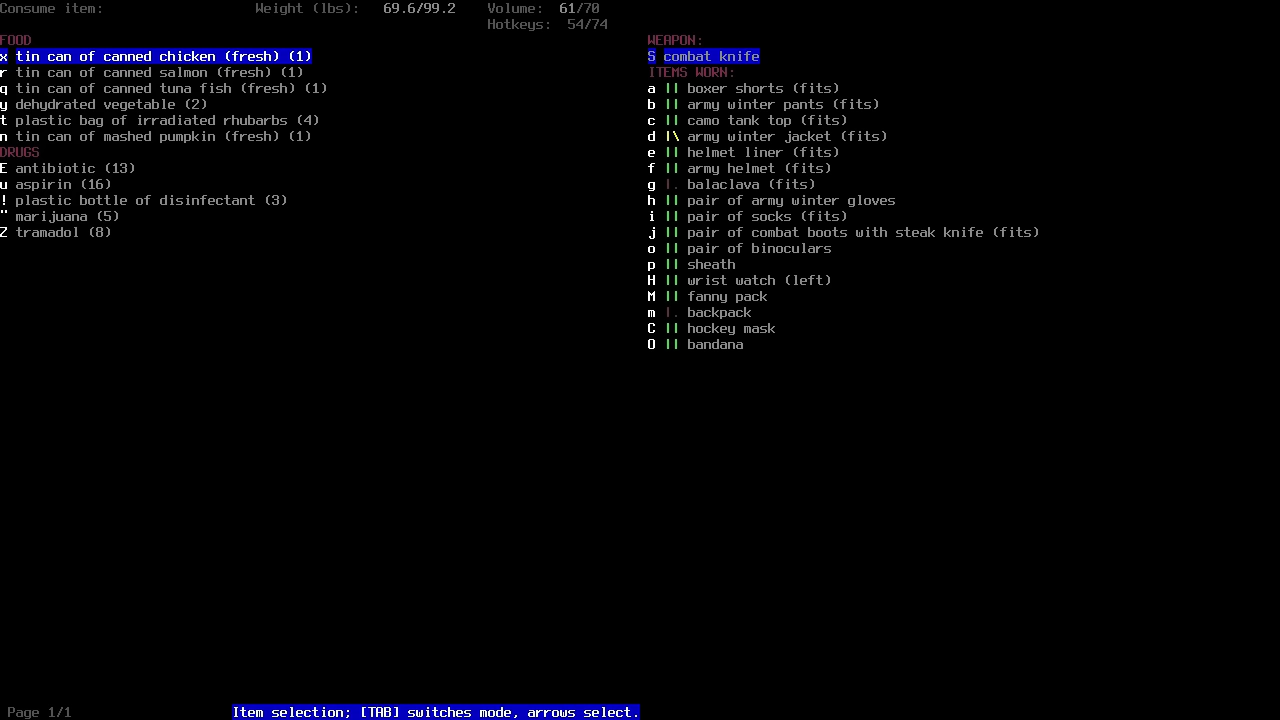 Consume item: Weight (lbs): 69.6/99.2 Volume: 61/70
Hotkeys: 54/74
FOOD
x tin can of canned chicken (fresh) (1)
r tin can of canned salmon (fresh) (1)
q tin can of canned tuna fish (fresh) (1)
y dehydrated vegetable (2)
t plastic bag of irradiated rhubarbs (4)
n tin can of mashed pumpkin (fresh) (1)
DRUGS
E antibiotic (13)
u aspirin (16)
! plastic bottle of disinfectant (3)
" marijuana (5)
Z tramadol (8)
WEAPON:
S combat knife
ITEMS WORN:
a || boxer shorts (fits)
b || army winter pants (fits)
c || camo tank top (fits)
d |\ army winter jacket (fits)
e || helmet liner (fits)
f || army helmet (fits)
g |. balaclava (fits)
h || pair of army winter gloves
i || pair of socks (fits)
j || pair of combat boots with steak knife (fits)
o || pair of binoculars
p || sheath
H || wrist watch (left)
M || fanny pack
m |. backpack
C || hockey mask
O || bandana
Page 1/1 Item selection; [TAB] switches mode, arrows select.